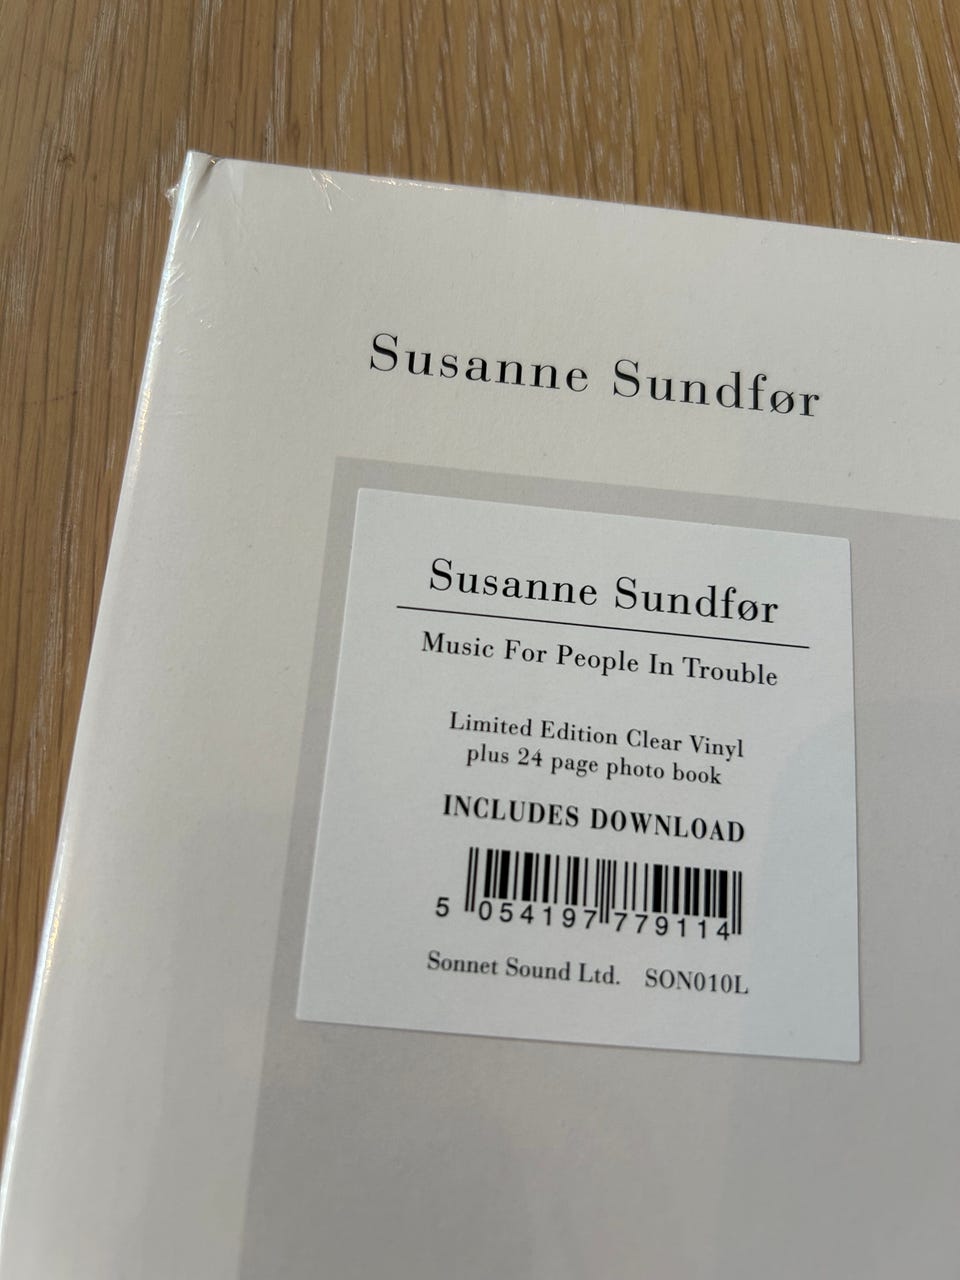 Susanne Sundfør
Susanne Sundfør
Music For People In Trouble
Limited Edition Clear Vinyl
plus 24 page photo book
INCLUDES DOWNLOAD
5 054197 779114
Sonnet Sound Ltd. SON010L